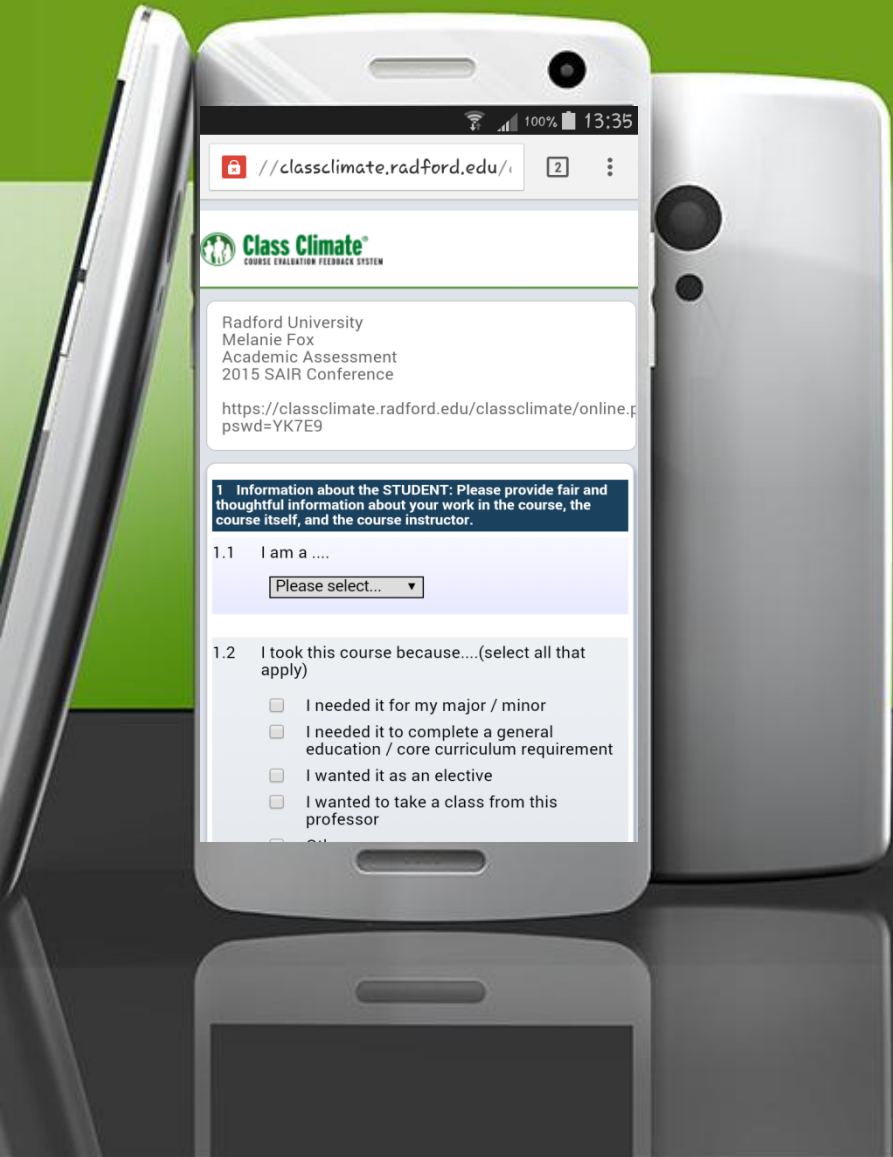 100% 13:35
//classclimate.radford.edu/
2
Class Climate®
COURSE EVALUATION FEEDBACK SYSTEM
Radford University
Melanie Fox
Academic Assessment
2015 SAIR Conference
https://classclimate.radford.edu/classclimate/online.p
pswd=YK7E9
1 Information about the STUDENT: Please provide fair and
thoughtful information about your work in the course, the
course itself, and the course instructor.
1.1 I am a ....
Please select...
1.2 I took this course because....(select all that
apply)
I needed it for my major / minor
I needed it to complete a general
education / core curriculum requirement
I wanted it as an elective
I wanted to take a class from this
professor